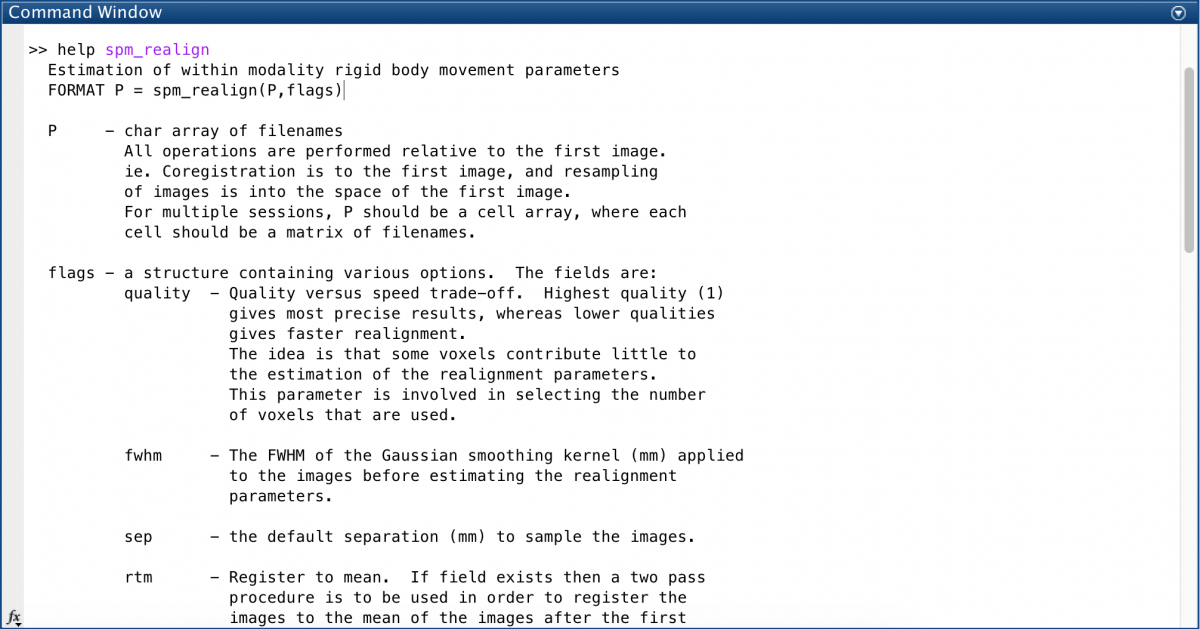 Command Window
>> help spm_realign
Estimation of within modality rigid body movement parameters
FORMAT P = spm_realign(P,flags)
P     – char array of filenames
All operations are performed relative to the first image.
ie. Coregistration is to the first image, and resampling
of images is into the space of the first image.
For multiple sessions, P should be a cell array, where each
cell should be a matrix of filenames.
flags – a structure containing various options.  The fields are:
quality  – Quality versus speed trade–off.  Highest quality (1)
gives most precise results, whereas lower qualities
gives faster realignment.
The idea is that some voxels contribute little to
the estimation of the realignment parameters.
This parameter is involved in selecting the number
of voxels that are used.
fwhm     – The FWHM of the Gaussian smoothing kernel (mm) applied
to the images before estimating the realignment
parameters.
sep      – the default separation (mm) to sample the images.
rtm      – Register to mean.  If field exists then a two pass
procedure is to be used in order to register the
images to the mean of the images after the first
fx